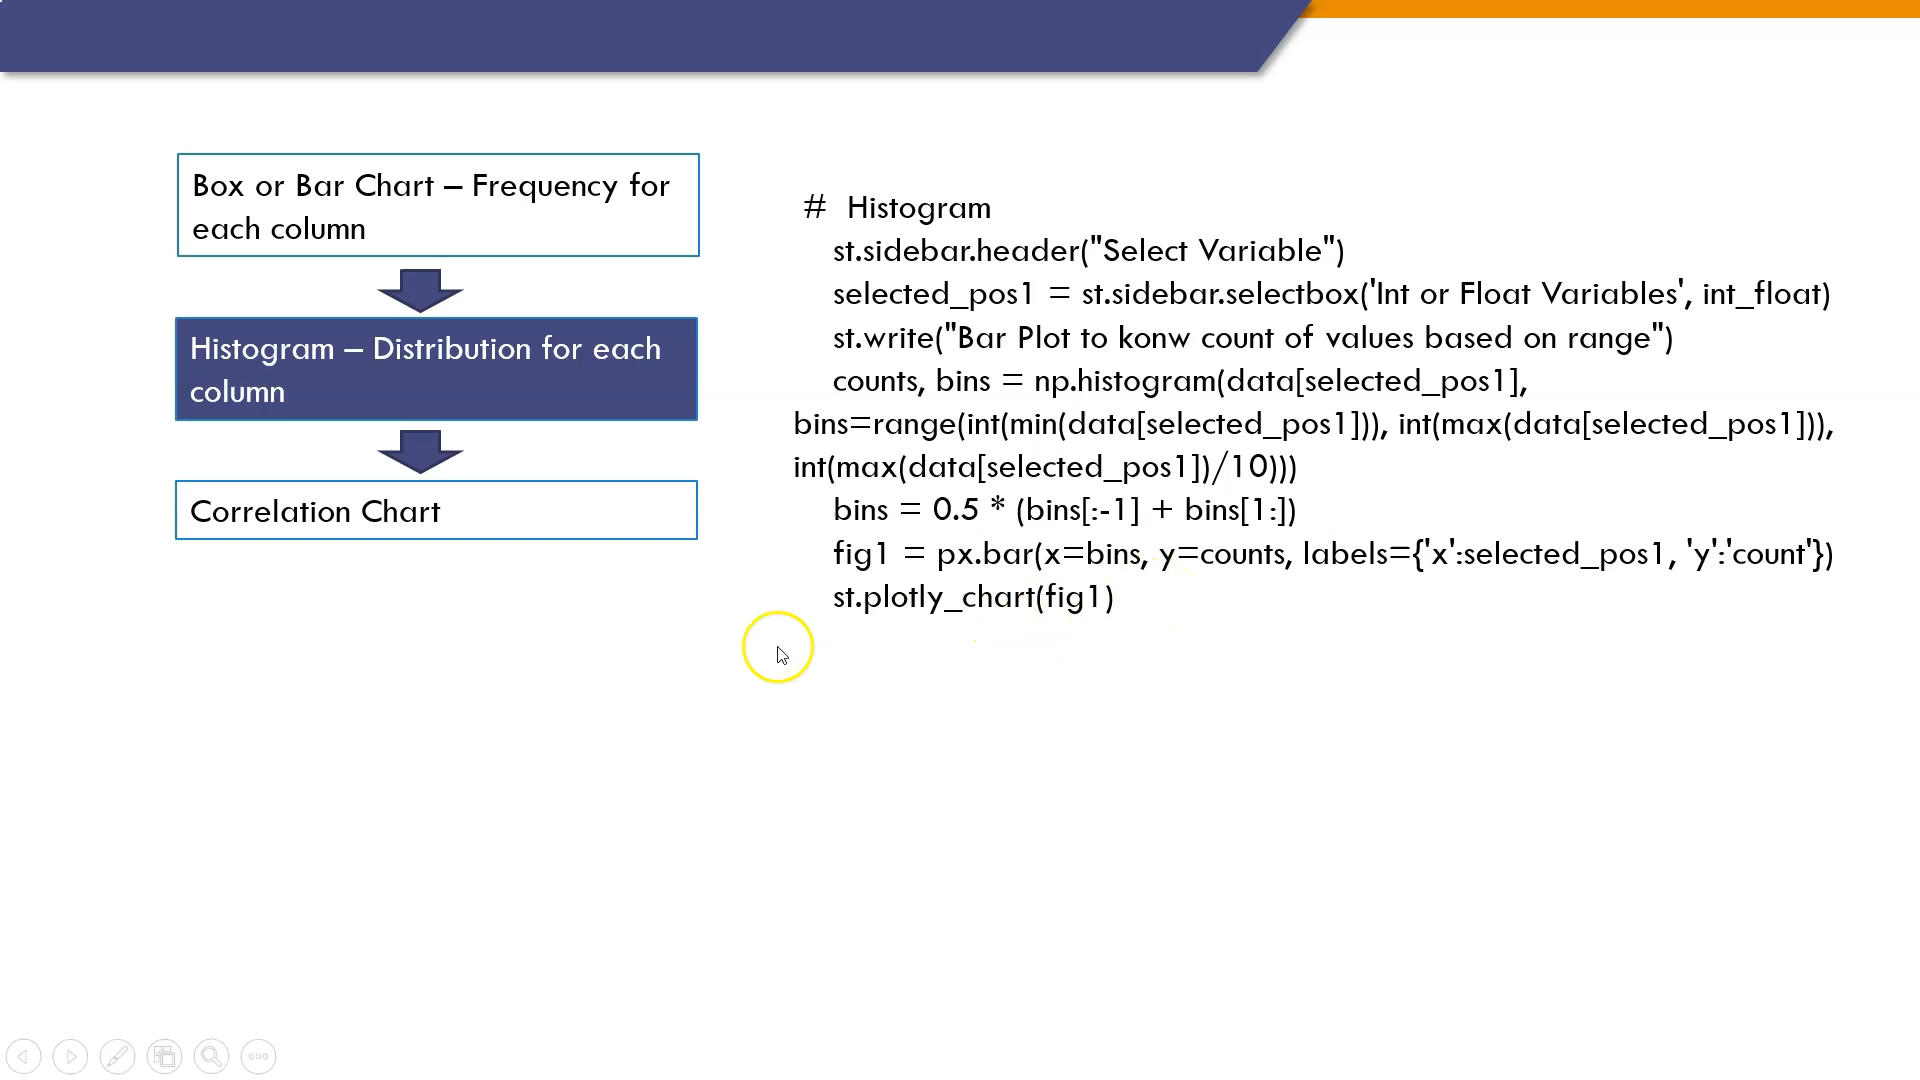 Box or Bar Chart – Frequency for
each column
Histogram – Distribution for each
column
Correlation Chart
# Histogram
st.sidebar.header("Select Variable")
selected_pos1 = st.sidebar.selectbox('Int or Float Variables', int_float)
st.write("Bar Plot to konw count of values based on range")
counts, bins = np.histogram(data[selected_pos1],
bins=range(int(min(data[selected_pos1])), int(max(data[selected_pos1])),
int(max(data[selected_pos1])/10)))
bins = 0.5 * (bins[:-1] + bins[1:])
fig1 = px.bar(x=bins, y=counts, labels={'x':selected_pos1, 'y':'count'})
st.plotly_chart(fig1)